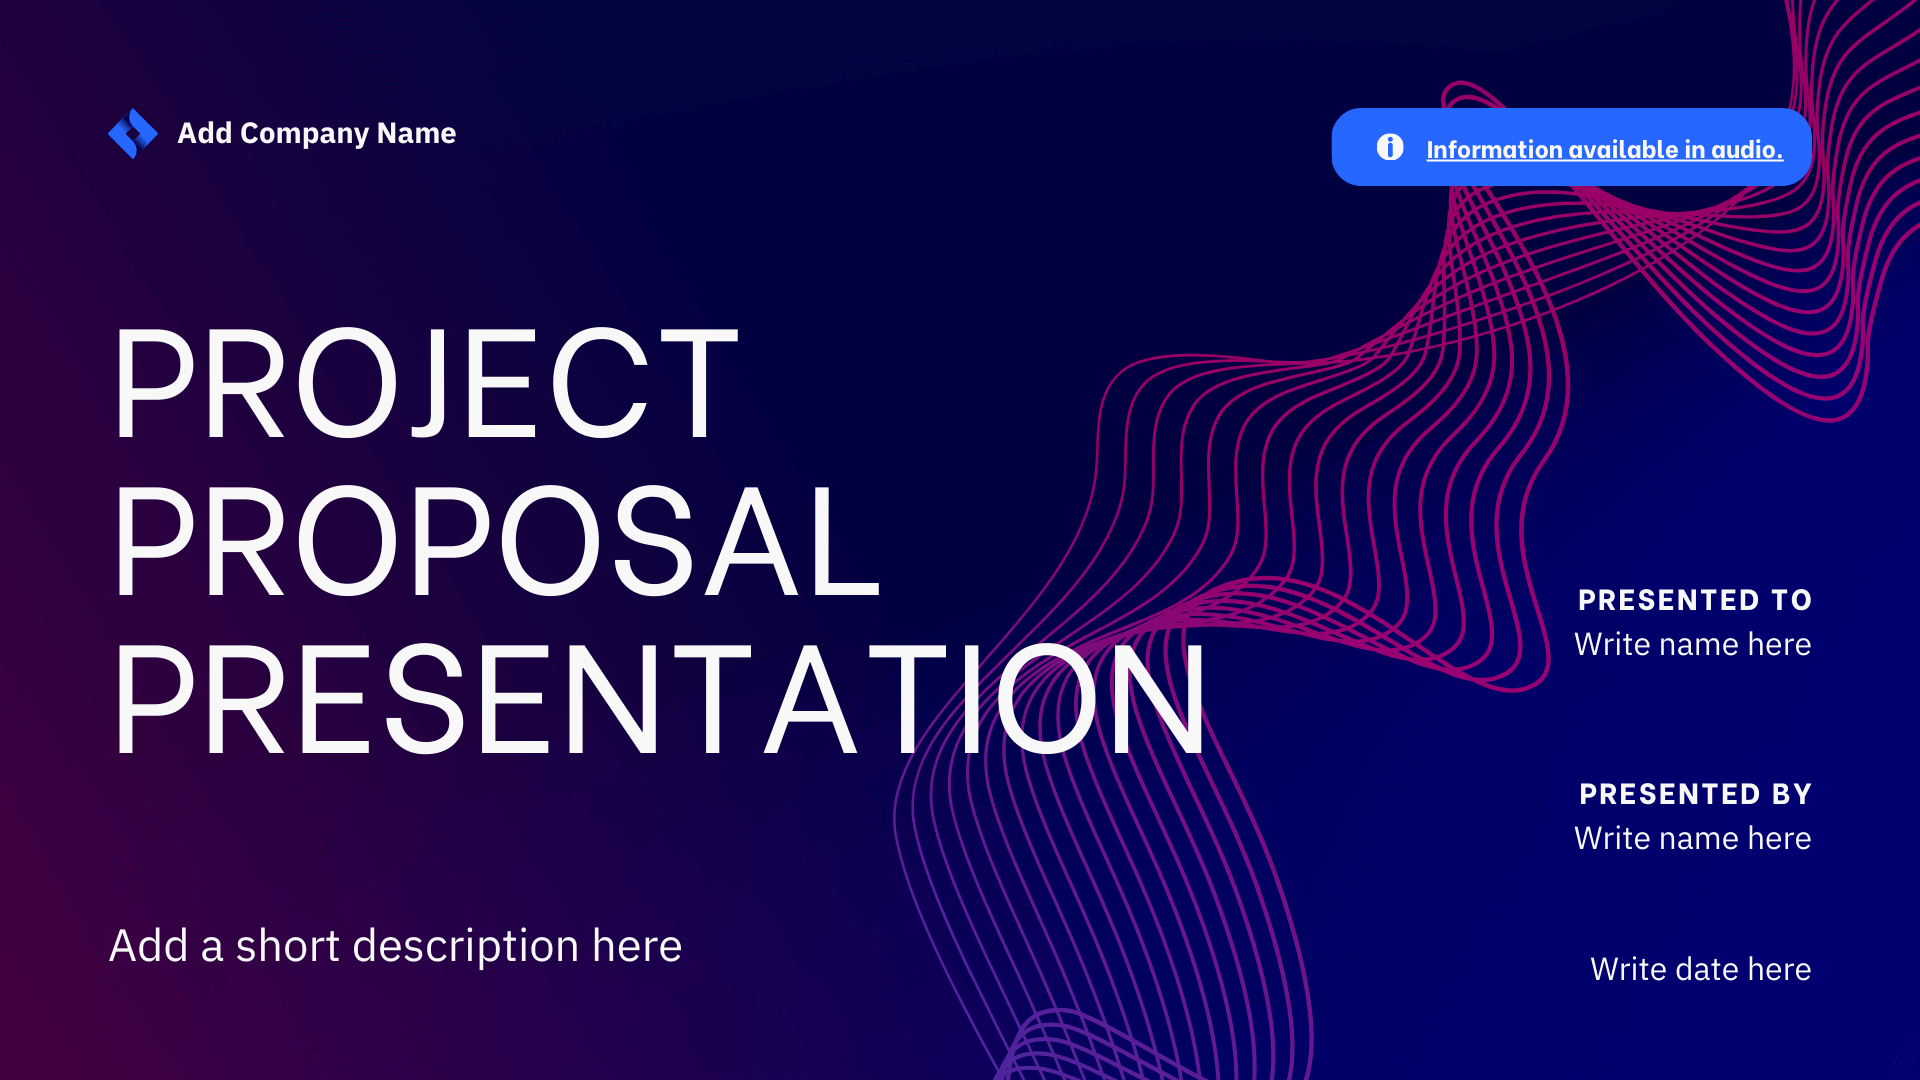 Add Company Name
Information available in audio.
PROJECT
PROPOSAL
PRESENTATION
PRESENTED TO
Write name here
PRESENTED BY
Write name here
Add a short description here
Write date here